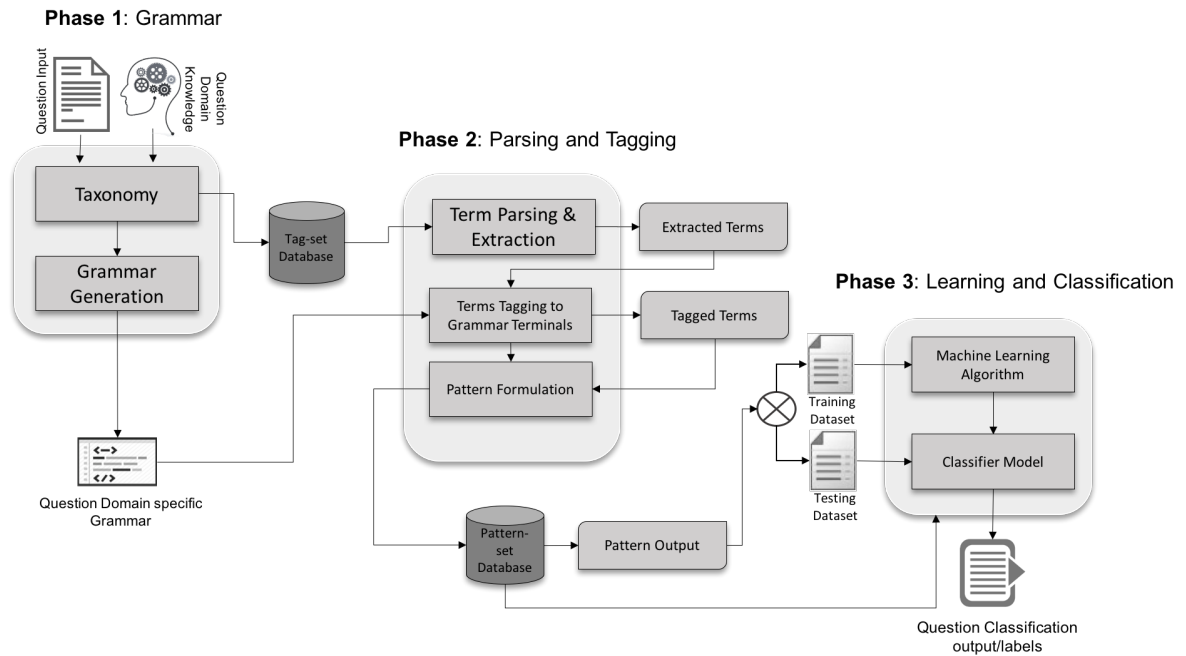 Phase 1: Grammar
Question Input
Question
Domain
Knowledge
Taxonomy
Grammar
Generation
Tag-set
Database
Question Domain specific
Grammar
Phase 2: Parsing and Tagging
Term Parsing &
Extraction
Extracted Terms
Terms Tagging to
Grammar Terminals
Tagged Terms
Pattern Formulation
Pattern-
set
Database
Pattern Output
Phase 3: Learning and Classification
Training
Dataset
Testing
Dataset
Machine Learning
Algorithm
Classifier Model
Question Classification
output/labels